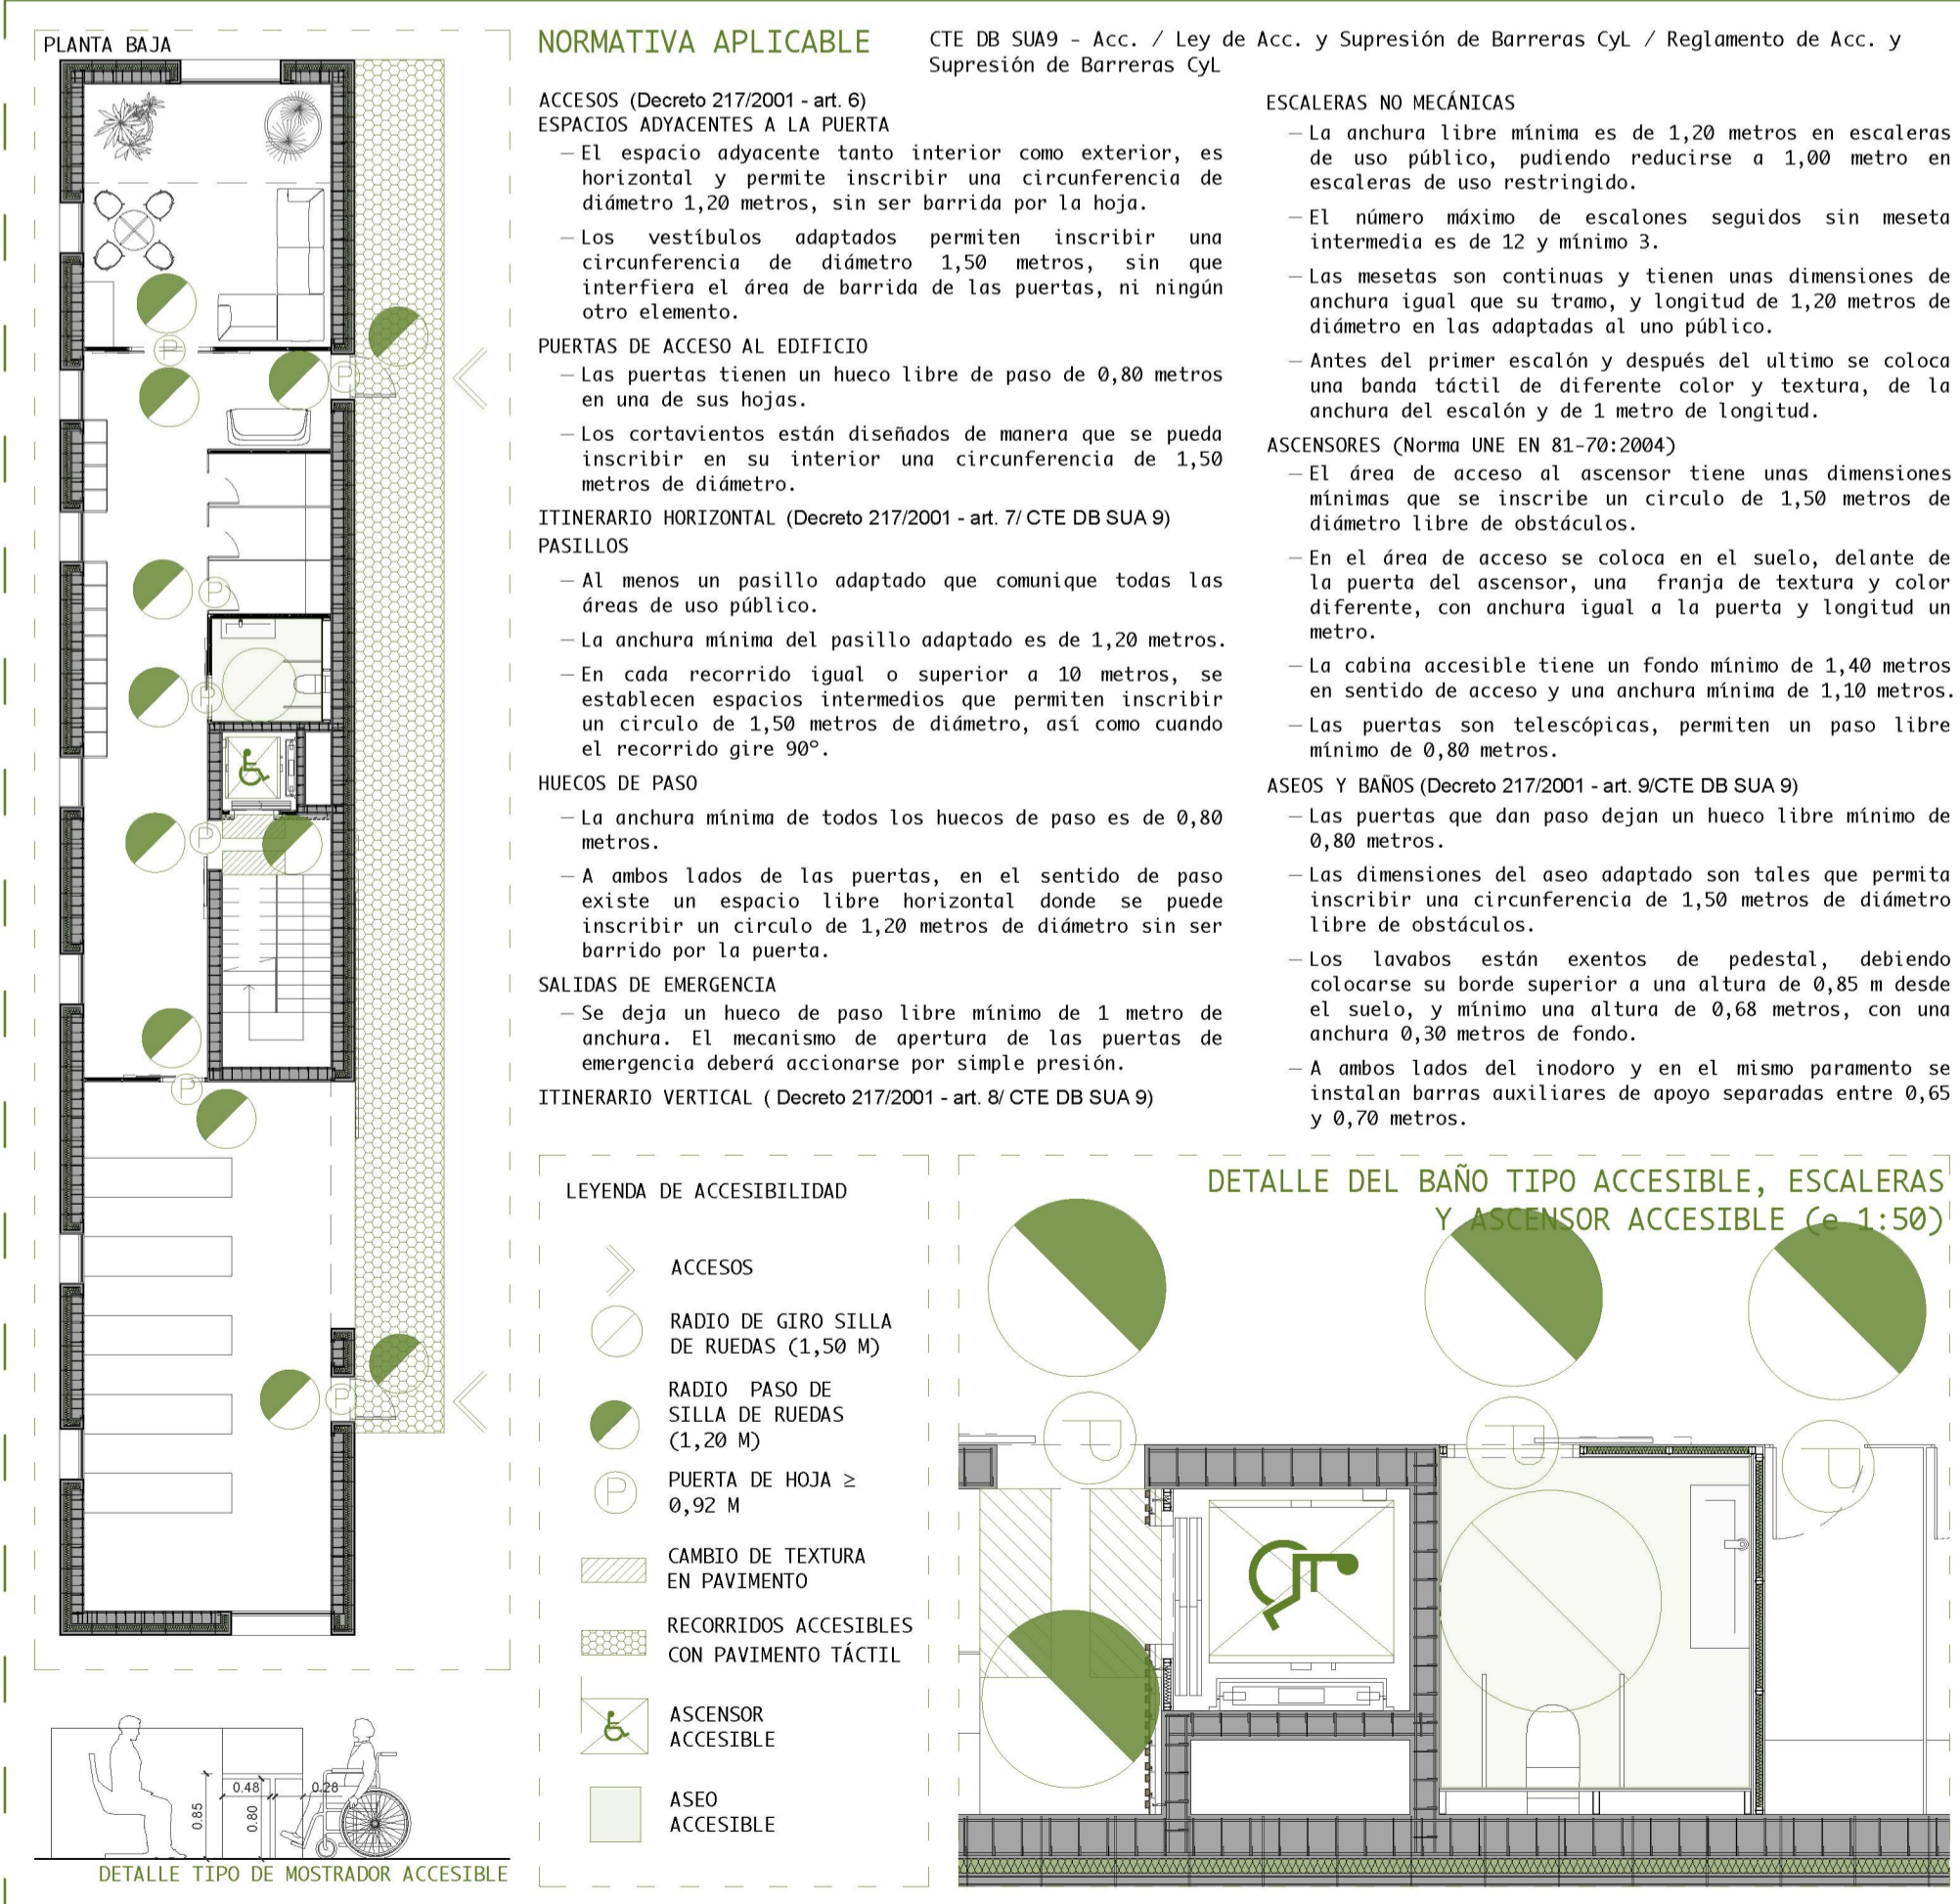 PLANTA BAJA
P
P
P
P
P
P
P
0.48
0.28
0.85
0.80
DETALLE TIPO DE MOSTRADOR ACCESIBLE
NORMATIVA APLICABLE
CTE DB SUA9 - Acc. / Ley de Acc. y Supresión de Barreras CyL / Reglamento de Acc. y
Supresión de Barreras CyL
ACCESOS (Decreto 217/2001 - art. 6)
ESPACIOS ADYACENTES A LA PUERTA
— El espacio adyacente tanto interior como exterior, es
horizontal y permite inscribir una circunferencia de
diámetro 1,20 metros, sin ser barrida por la hoja.
— Los vestíbulos adaptados permiten inscribir una
circunferencia de diámetro 1,50 metros, sin que
interfiera el área de barrida de las puertas, ni ningún
otro elemento.
PUERTAS DE ACCESO AL EDIFICIO
— Las puertas tienen un hueco libre de paso de 0,80 metros
en una de sus hojas.
— Los cortavientos están diseñados de manera que se pueda
inscribir en su interior una circunferencia de 1,50
metros de diámetro.
ITINERARIO HORIZONTAL (Decreto 217/2001 - art. 7/ CTE DB SUA 9)
PASILLOS
— Al menos un pasillo adaptado que comunique todas las
áreas de uso público.
— La anchura mínima del pasillo adaptado es de 1,20 metros.
— En cada recorrido igual o superior a 10 metros, se
establecen espacios intermedios que permiten inscribir
un circulo de 1,50 metros de diámetro, así como cuando
el recorrido gire 90º.
HUECOS DE PASO
— La anchura mínima de todos los huecos de paso es de 0,80
metros.
— A ambos lados de las puertas, en el sentido de paso
existe un espacio libre horizontal donde se puede
inscribir un circulo de 1,20 metros de diámetro sin ser
barrido por la puerta.
SALIDAS DE EMERGENCIA
— Se deja un hueco de paso libre mínimo de 1 metro de
anchura. El mecanismo de apertura de las puertas de
emergencia deberá accionarse por simple presión.
ITINERARIO VERTICAL ( Decreto 217/2001 - art. 8/ CTE DB SUA 9)
ESCALERAS NO MECÁNICAS
— La anchura libre mínima es de 1,20 metros en escaleras
de uso público, pudiendo reducirse a 1,00 metro en
escaleras de uso restringido.
— El número máximo de escalones seguidos sin meseta
intermedia es de 12 y mínimo 3.
— Las mesetas son continuas y tienen unas dimensiones de
anchura igual que su tramo, y longitud de 1,20 metros de
diámetro en las adaptadas al uno público.
— Antes del primer escalón y después del ultimo se coloca
una banda táctil de diferente color y textura, de la
anchura del escalón y de 1 metro de longitud.
ASCENSORES (Norma UNE EN 81-70:2004)
— El área de acceso al ascensor tiene unas dimensiones
mínimas que se inscribe un circulo de 1,50 metros de
diámetro libre de obstáculos.
— En el área de acceso se coloca en el suelo, delante de
la puerta del ascensor, una franja de textura y color
diferente, con anchura igual a la puerta y longitud un
metro.
— La cabina accesible tiene un fondo mínimo de 1,40 metros
en sentido de acceso y una anchura mínima de 1,10 metros.
— Las puertas son telescópicas, permiten un paso libre
mínimo de 0,80 metros.
ASEOS Y BAÑOS (Decreto 217/2001 - art. 9/CTE DB SUA 9)
— Las puertas que dan paso dejan un hueco libre mínimo de
0,80 metros.
— Las dimensiones del aseo adaptado son tales que permita
inscribir una circunferencia de 1,50 metros de diámetro
libre de obstáculos.
— Los lavabos están exentos de pedestal, debiendo
colocarse su borde superior a una altura de 0,85 m desde
el suelo, y mínimo una altura de 0,68 metros, con una
anchura 0,30 metros de fondo.
— A ambos lados del inodoro y en el mismo paramento se
instalan barras auxiliares de apoyo separadas entre 0,65
y 0,70 metros.
LEYENDA DE ACCESIBILIDAD
ACCESOS
RADIO DE GIRO SILLA
DE RUEDAS (1,50 M)
RADIO PASO DE
SILLA DE RUEDAS
(1,20 M)
P
PUERTA DE HOJA ≥
0,92 M
CAMBIO DE TEXTURA
EN PAVIMENTO
RECORRIDOS ACCESIBLES
CON PAVIMENTO TÁCTIL
ASCENSOR
ACCESIBLE
ASEO
ACCESIBLE
DETALLE DEL BAÑO TIPO ACCESIBLE, ESCALERAS
Y ASCENSOR ACCESIBLE (e 1:50)
P
P
P